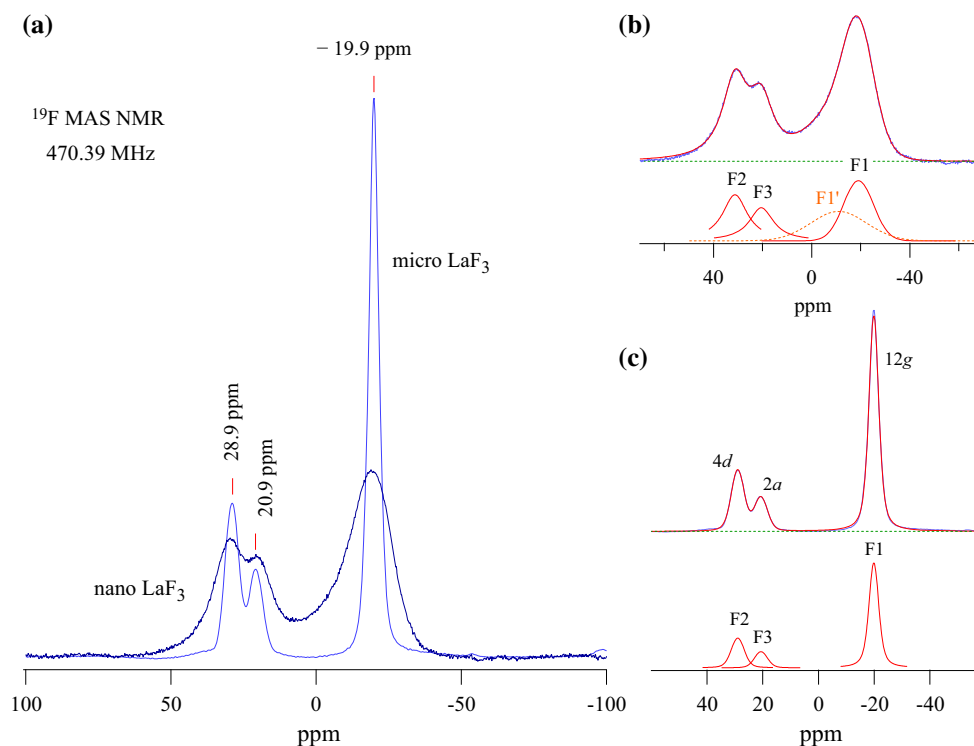 (a)
− 19.9 ppm
¹⁹F MAS NMR
470.39 MHz
micro LaF₃
28.9 ppm
20.9 ppm
nano LaF₃
100
50
0
-50
-100
ppm
(b)
F2
F3
F1'
F1
40
0
-40
ppm
(c)
12g
4d
2a
F1
F2
F3
40
20
0
-20
-40
ppm